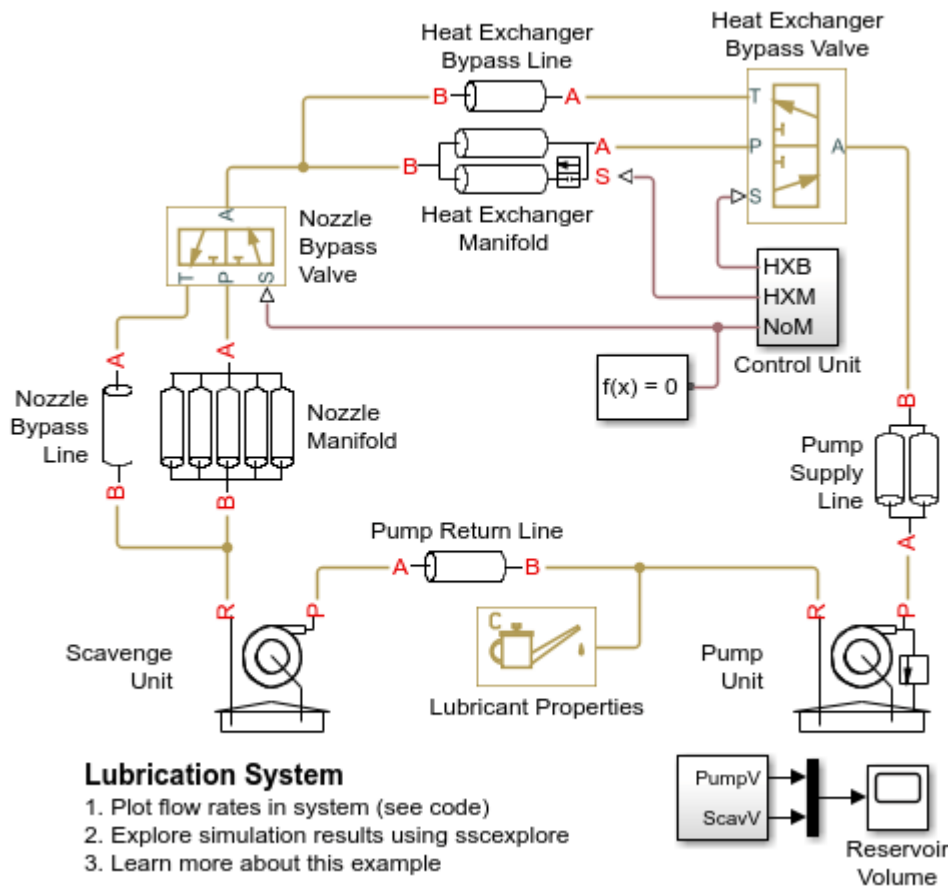 Heat Exchanger
Bypass Line
Heat Exchanger
Bypass Valve
B
A
T
B
A
P
A
S
S
Heat Exchanger
Manifold
A
Nozzle
Bypass
Valve
T
P
S
HXB
HXM
NoM
Control Unit
f(x) = 0
A
A
Nozzle
Bypass
Line
Nozzle
Manifold
B
Pump
Supply
Line
B
B
A
Pump Return Line
A
B
R
P
R
P
C
Scavenge
Unit
Lubricant Properties
Pump
Unit
Lubrication System
1. Plot flow rates in system (see code)
2. Explore simulation results using sscexplore
3. Learn more about this example
PumpV
ScavV
Reservoir
Volume